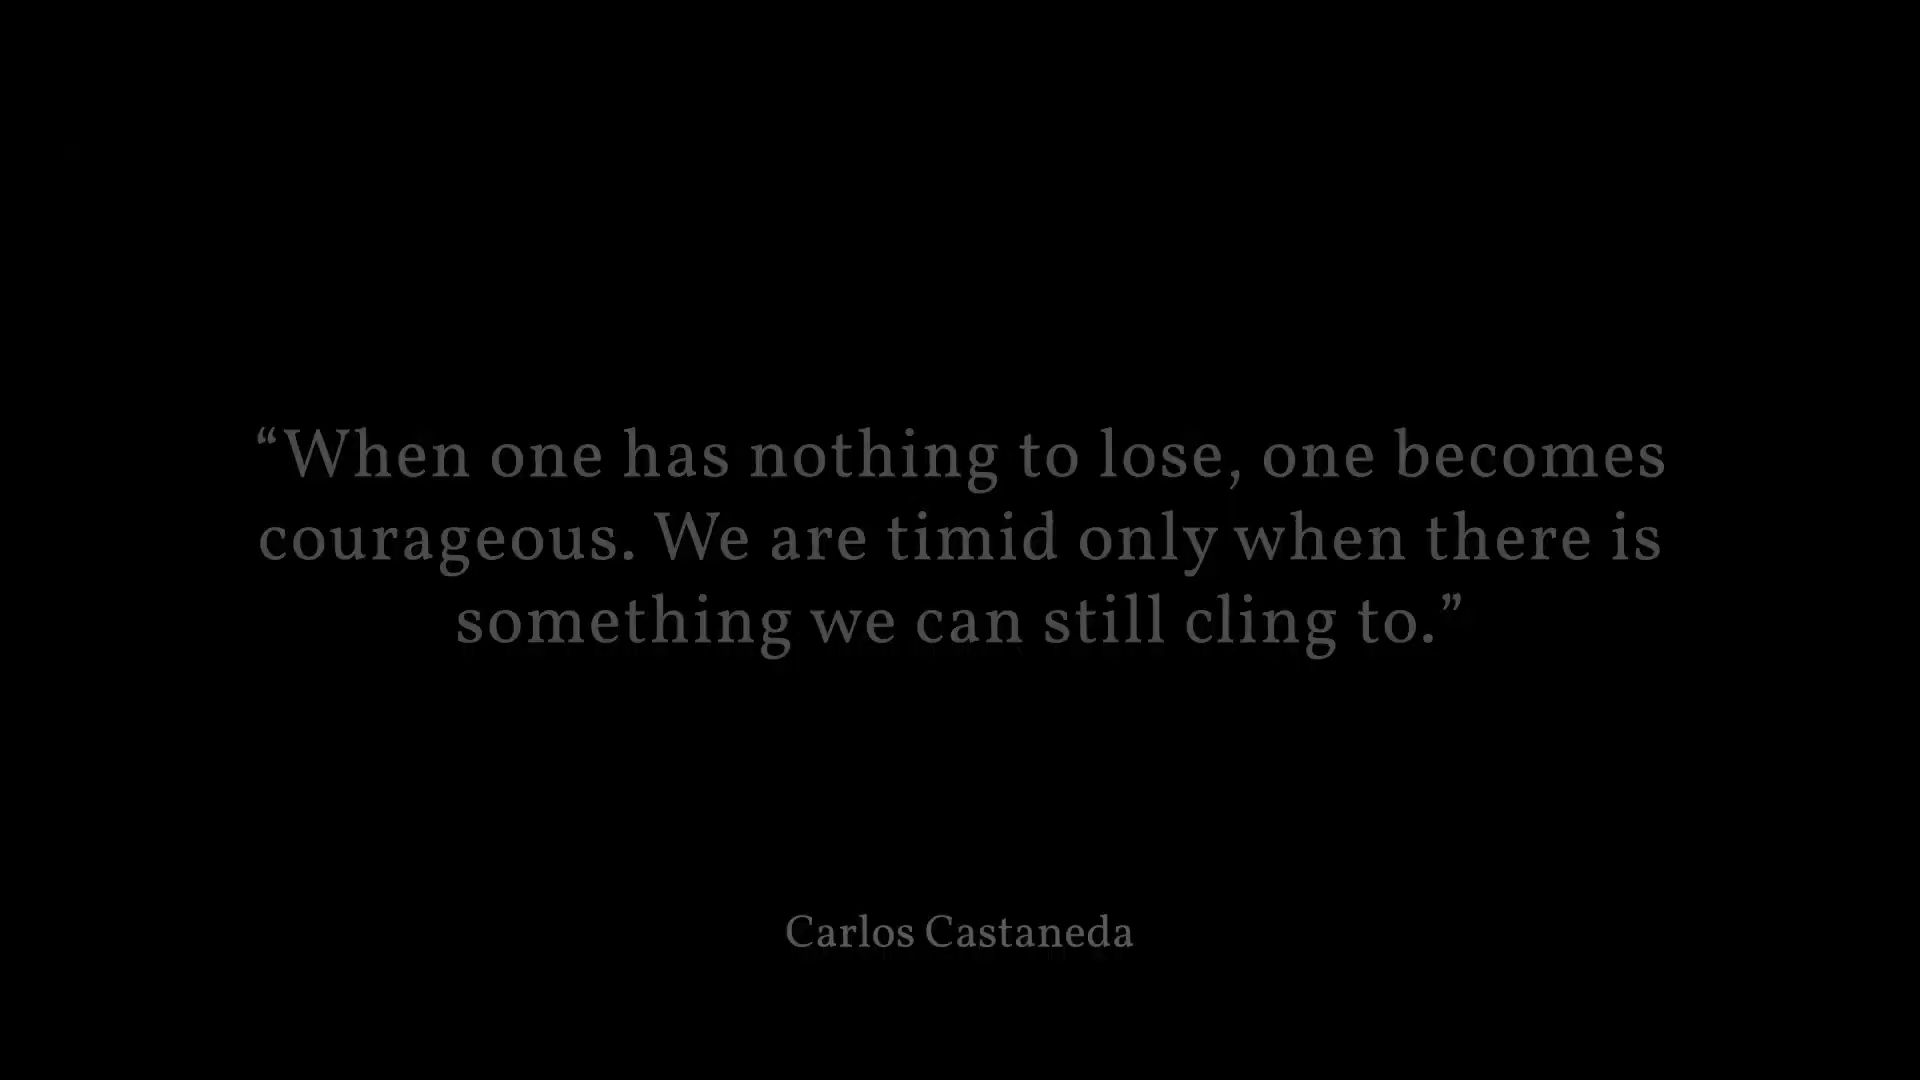 “When one has nothing to lose, one becomes
courageous. We are timid only when there is
something we can still cling to.”
Carlos Castaneda